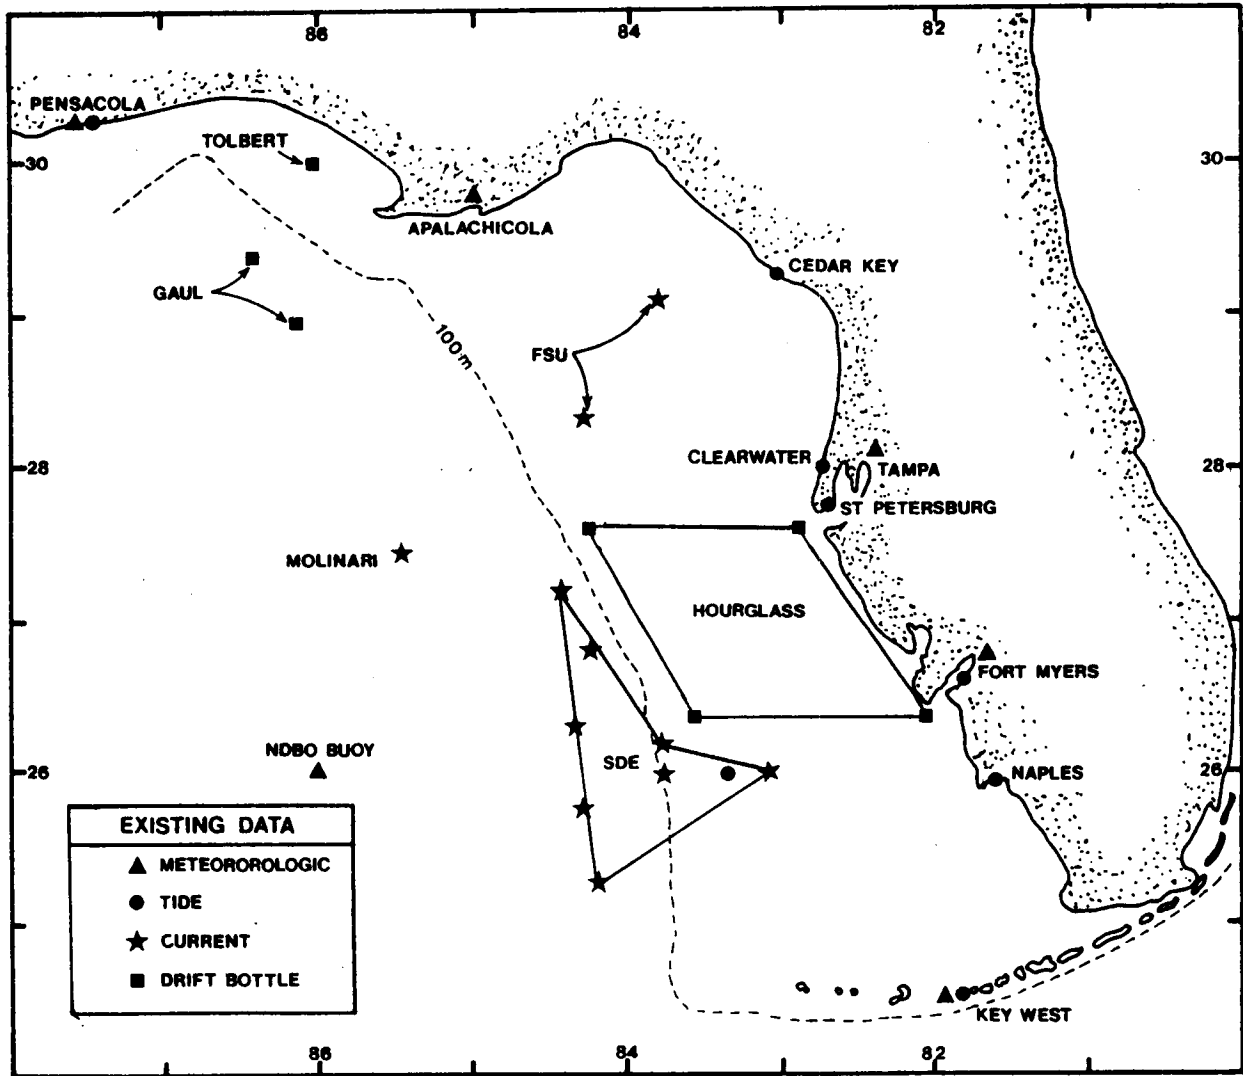 86 84 82
PENSACOLA
TOLBERT
30 30
APALACHICOLA
CEDAR KEY
GAUL
100m
FSU
CLEARWATER
28 TAMPA 28
ST PETERSBURG
MOLINARI
HOURGLASS
FORT MYERS
NDBO BUOY
SDE
26 NAPLES 26
EXISTING DATA
METEOROROLOGIC
TIDE
CURRENT
DRIFT BOTTLE
KEY WEST
86 84 82